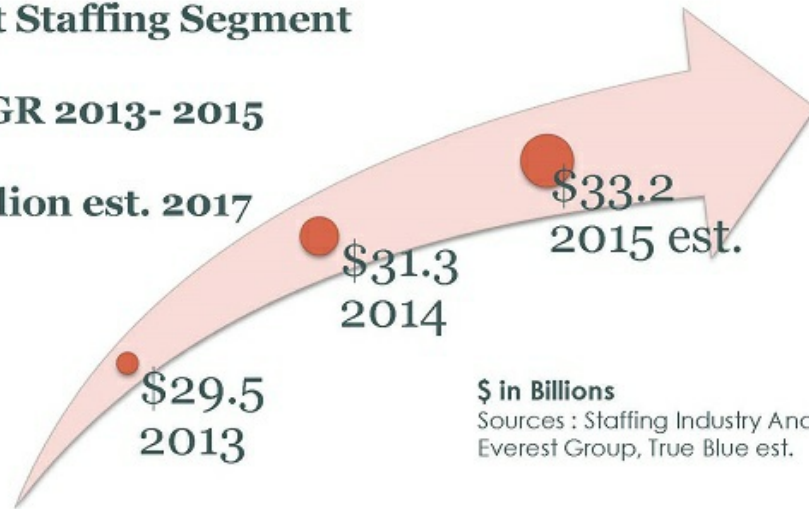 t Staffing Segment
GR 2013- 2015
lion est. 2017
$33.2
2015 est.
$31.3
2014
$29.5
2013
$ in Billions
Sources : Staffing Industry Ana
Everest Group, True Blue est.